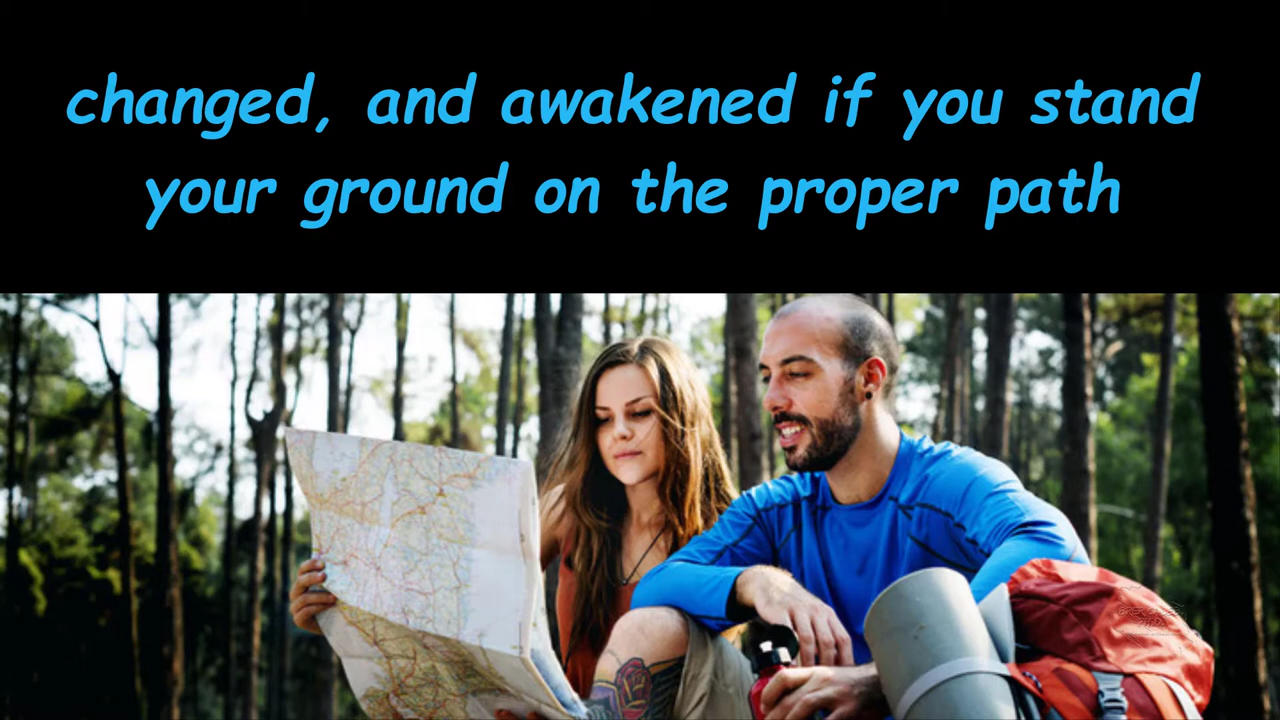 changed, and awakened if you stand
your ground on the proper path